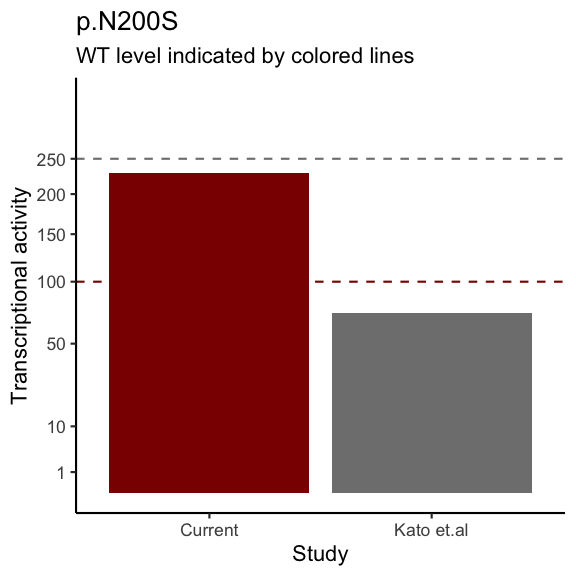 p.N200S
WT level indicated by colored lines
Transcriptional activity
250
200
150
100
50
10
1
Current
Kato et.al
Study